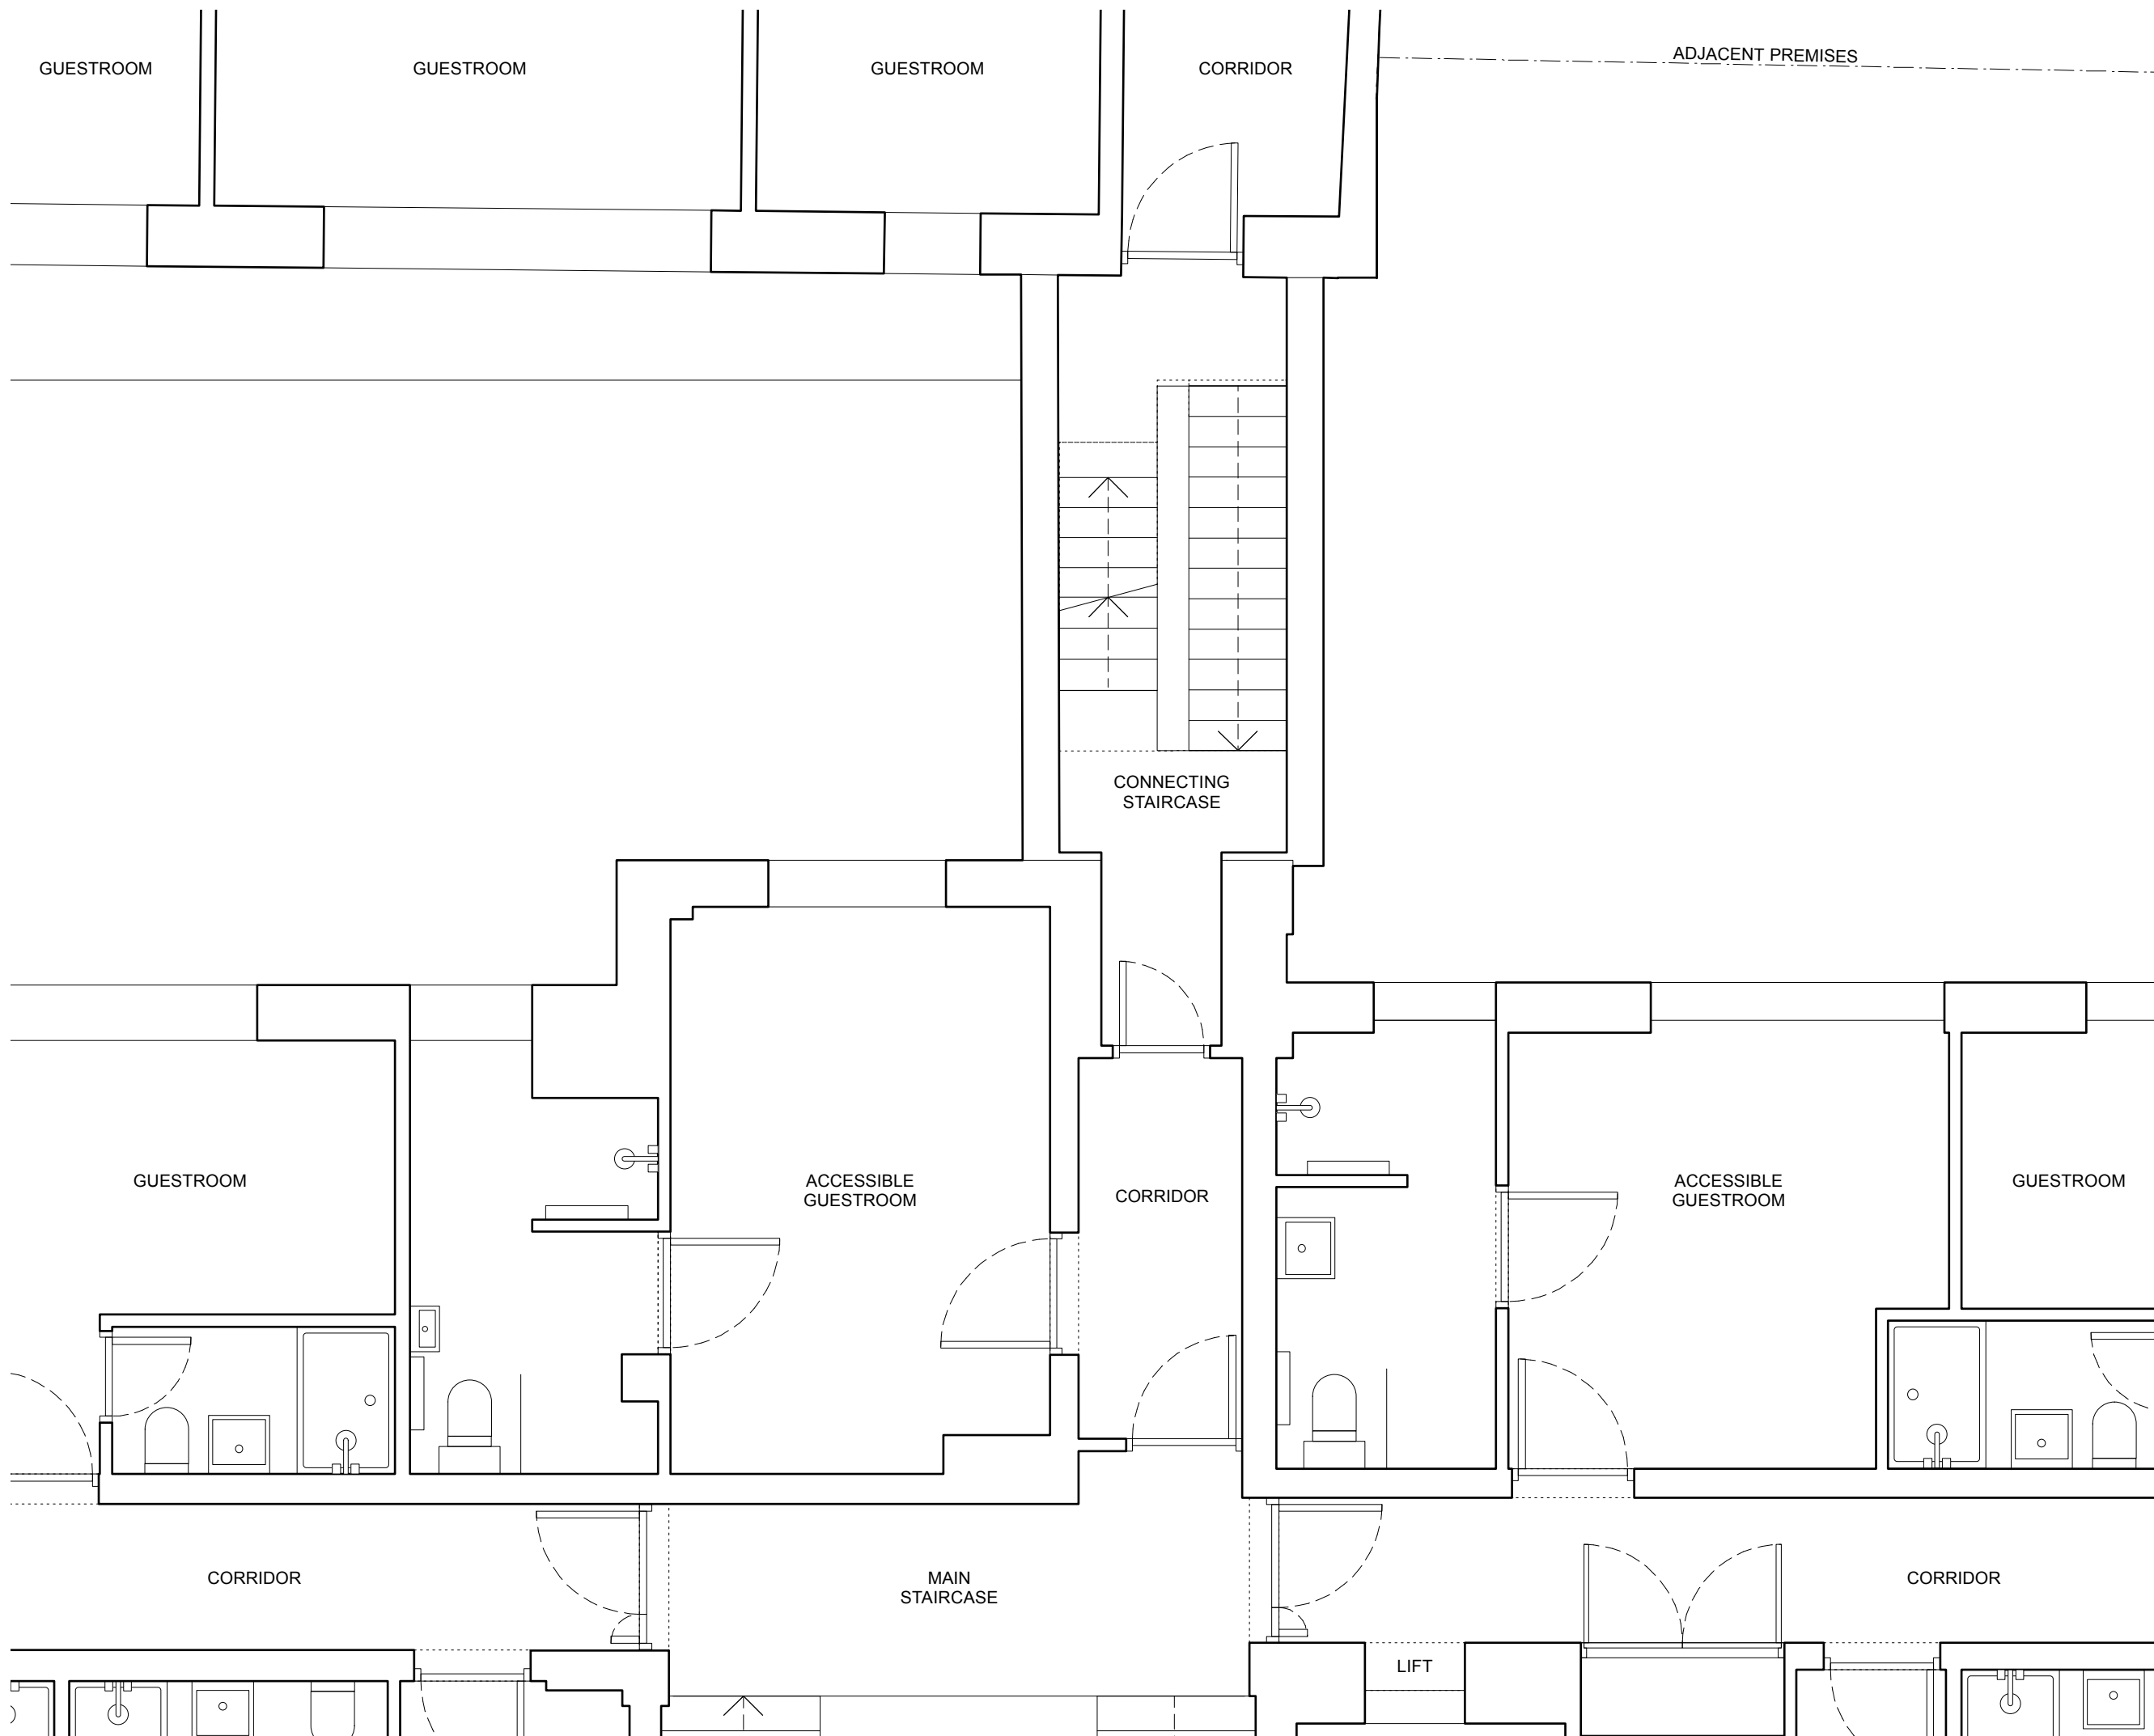 GUESTROOM
GUESTROOM
GUESTROOM
CORRIDOR
ADJACENT PREMISES
CONNECTING
STAIRCASE
GUESTROOM
ACCESSIBLE
GUESTROOM
CORRIDOR
ACCESSIBLE
GUESTROOM
GUESTROOM
CORRIDOR
MAIN
STAIRCASE
CORRIDOR
LIFT